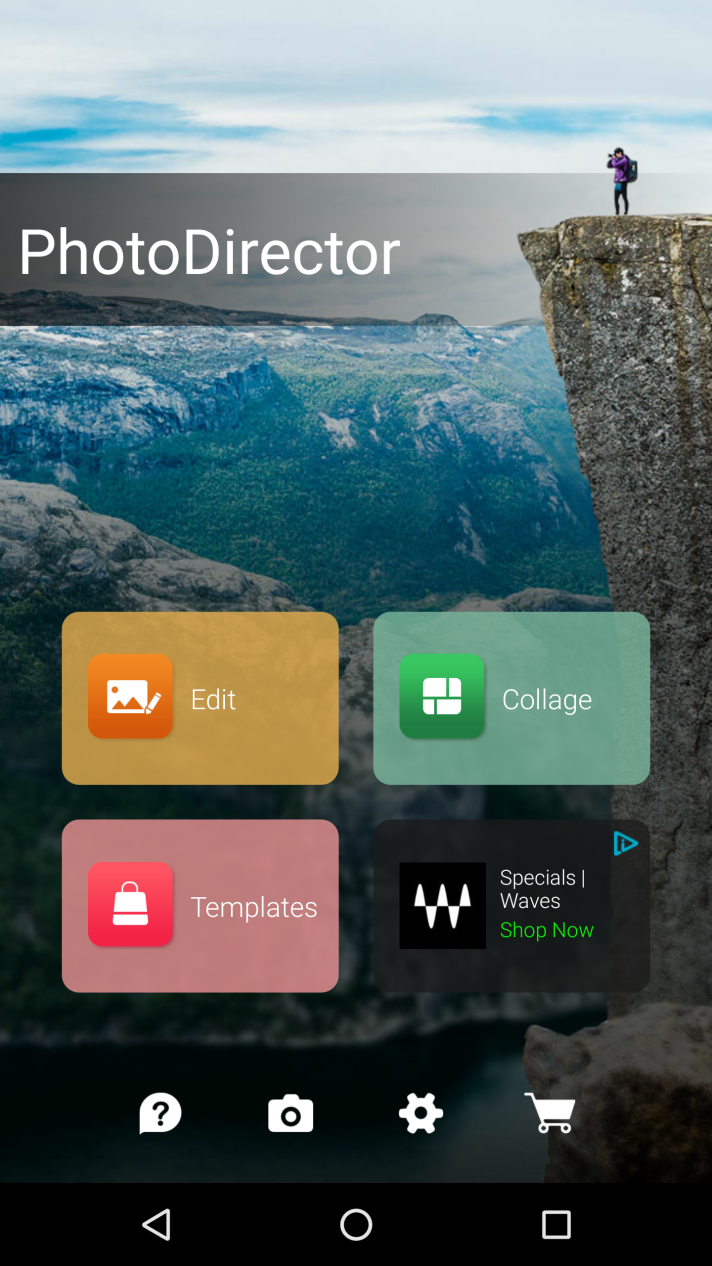 PhotoDirector
Edit
Collage
Templates
Specials |
Waves
Shop Now